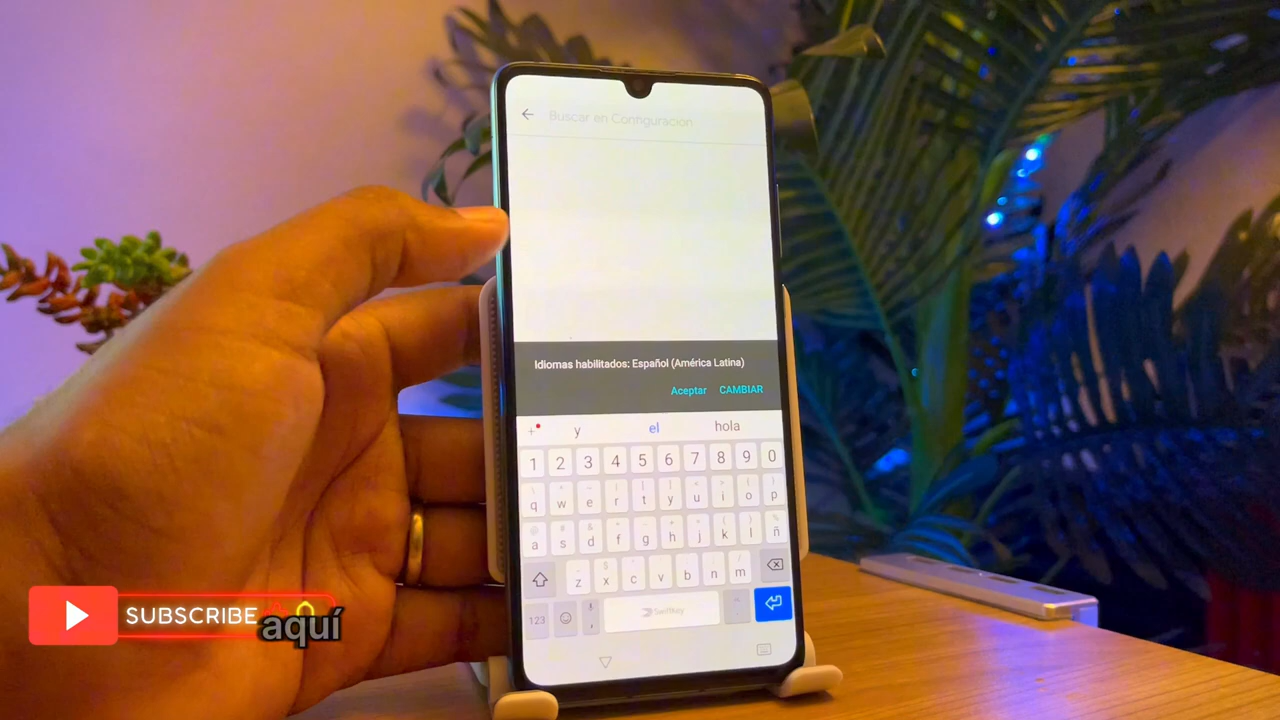 Buscar en Configuración
Idiomas habilitados: Español (América Latina)
Aceptar CAMBIAR
y el hola
1 2 3 4 5 6 7 8 9 0
q w e r t y u i o p
a s d f g h j k l ñ
z x c v b n m
123 SwiftKey
SUBSCRIBE
aquí